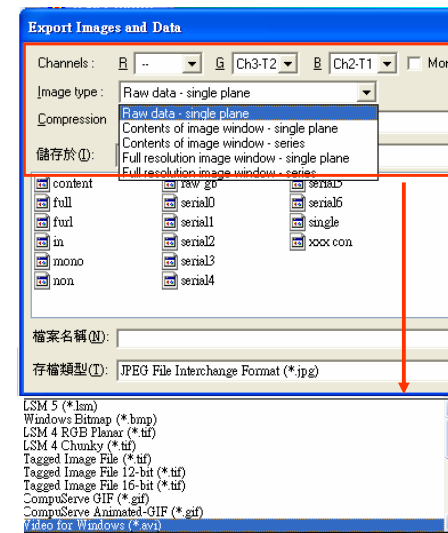 Export Images and Data
Channels : R -- G Ch3-T2 B Ch2-T1 Mon
Image type : Raw data - single plane
Compression
Raw data - single plane
Contents of image window - single plane
Contents of image window - series
Full resolution image window - single plane
Full resolution image window - series
儲存於(I):
content raw gb serial5
full serial0 serial6
furl serial1 single
in serial2 xxx con
mono serial3
non serial4
檔案名稱(N):
存檔類型(T): JPEG File Interchange Format (*.jpg)
LSM 5 (*.lsm)
Windows Bitmap (*.bmp)
LSM 4 RGB Planar (*.tif)
LSM 4 Chunky (*.tif)
Tagged Image File (*.tif)
Tagged Image File 12-bit (*.tif)
Tagged Image File 16-bit (*.tif)
CompuServe GIF (*.gif)
CompuServe Animated-GIF (*.gif)
Video for Windows (*.avi)